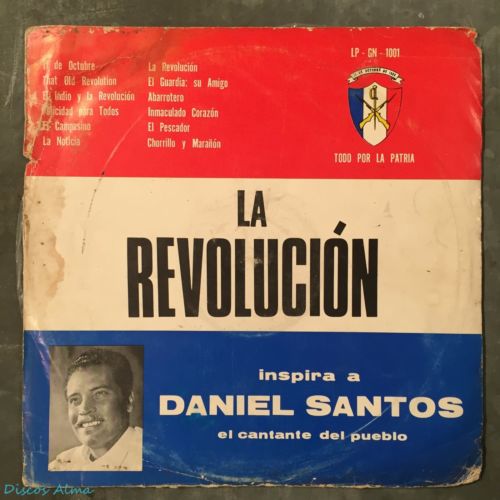 de Octubre
That Old Revolution
El Indio y la Revolución
Felicidad para Todos
El Campesino
La Noticia
La Revolución
El Guardia: su Amigo
Abarrotero
Inmaculado Corazón
El Pescador
Chorrillo y Marañón
LP - GN - 1001
TODO POR LA PATRIA
LA
REVOLUCIÓN
inspira a
DANIEL SANTOS
el cantante del pueblo
Discos Alma